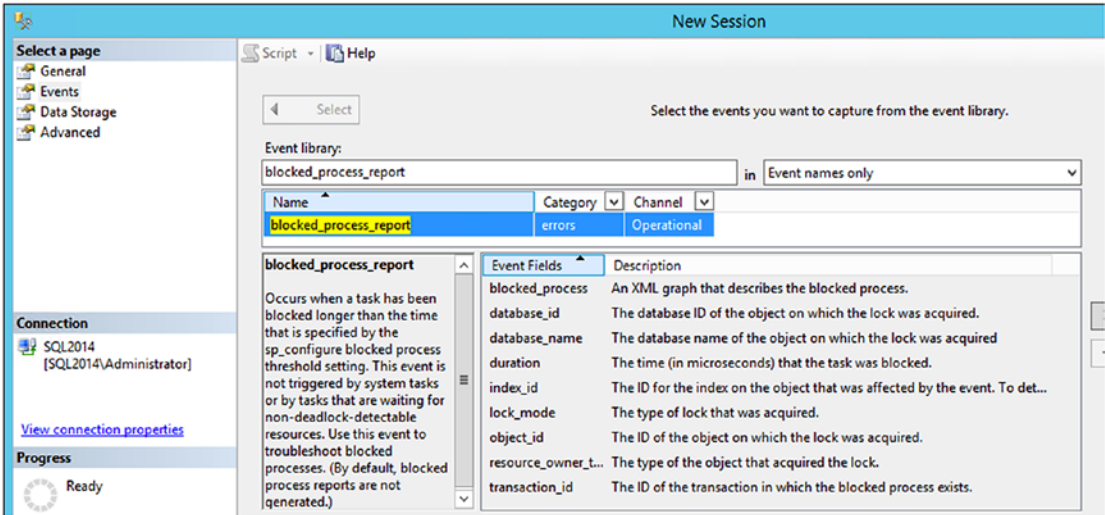 New Session
Select a page
General
Events
Data Storage
Advanced
Connection
SQL2014
[SQL2014\Administrator]
View connection properties
Progress
Ready
Script Help
Select
Select the events you want to capture from the event library.
Event library:
blocked_process_report in Event names only
Name Category Channel
blocked_process_report errors Operational
blocked_process_report
Occurs when a task has been
blocked longer than the time
that is specified by the
sp_configure blocked process
threshold setting. This event is
not triggered by system tasks
or by tasks that are waiting for
non-deadlock-detectable
resources. Use this event to
troubleshoot blocked
processes. (By default, blocked
process reports are not
generated.)
Event Fields Description
blocked_process An XML graph that describes the blocked process.
database_id The database ID of the object on which the lock was acquired.
database_name The database name of the object on which the lock was acquired
duration The time (in microseconds) that the task was blocked.
index_id The ID for the index on the object that was affected by the event. To det...
lock_mode The type of lock that was acquired.
object_id The ID of the object on which the lock was acquired.
resource_owner_t... The type of the object that acquired the lock.
transaction_id The ID of the transaction in which the blocked process exists.